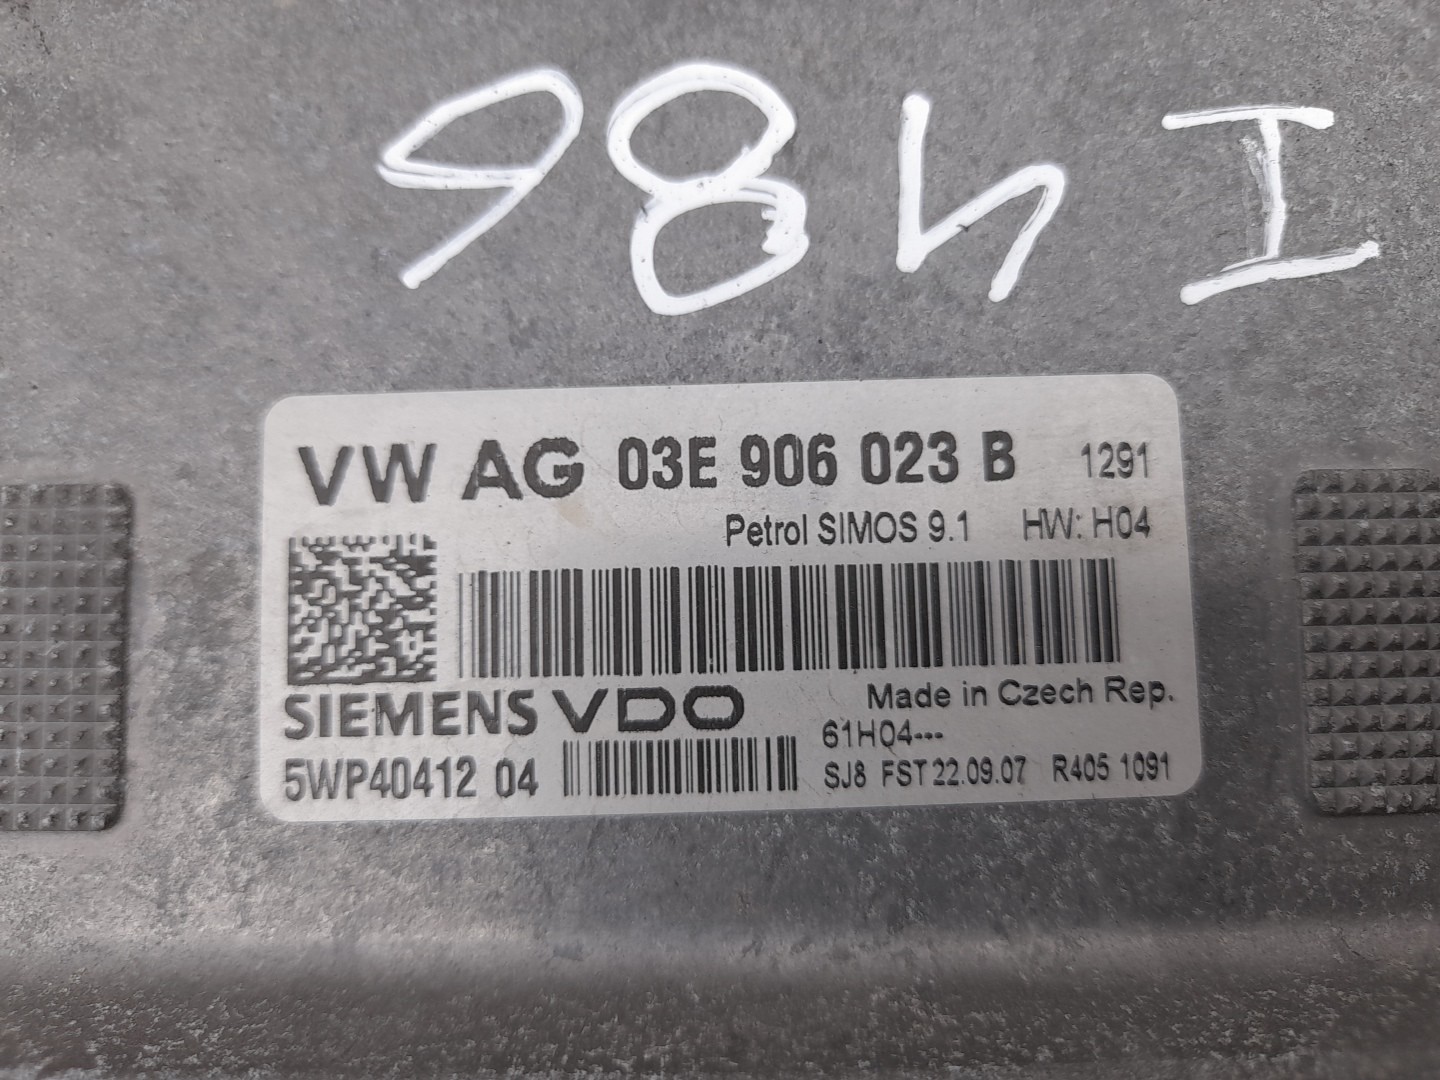 I486
VW AG 03E 906 023 B 1291
Petrol SIMOS 9.1 HW: H04
SIEMENS VDO Made in Czech Rep.
61H04---
5WP40412 04 SJ8 FST 22.09.07 R405 1091